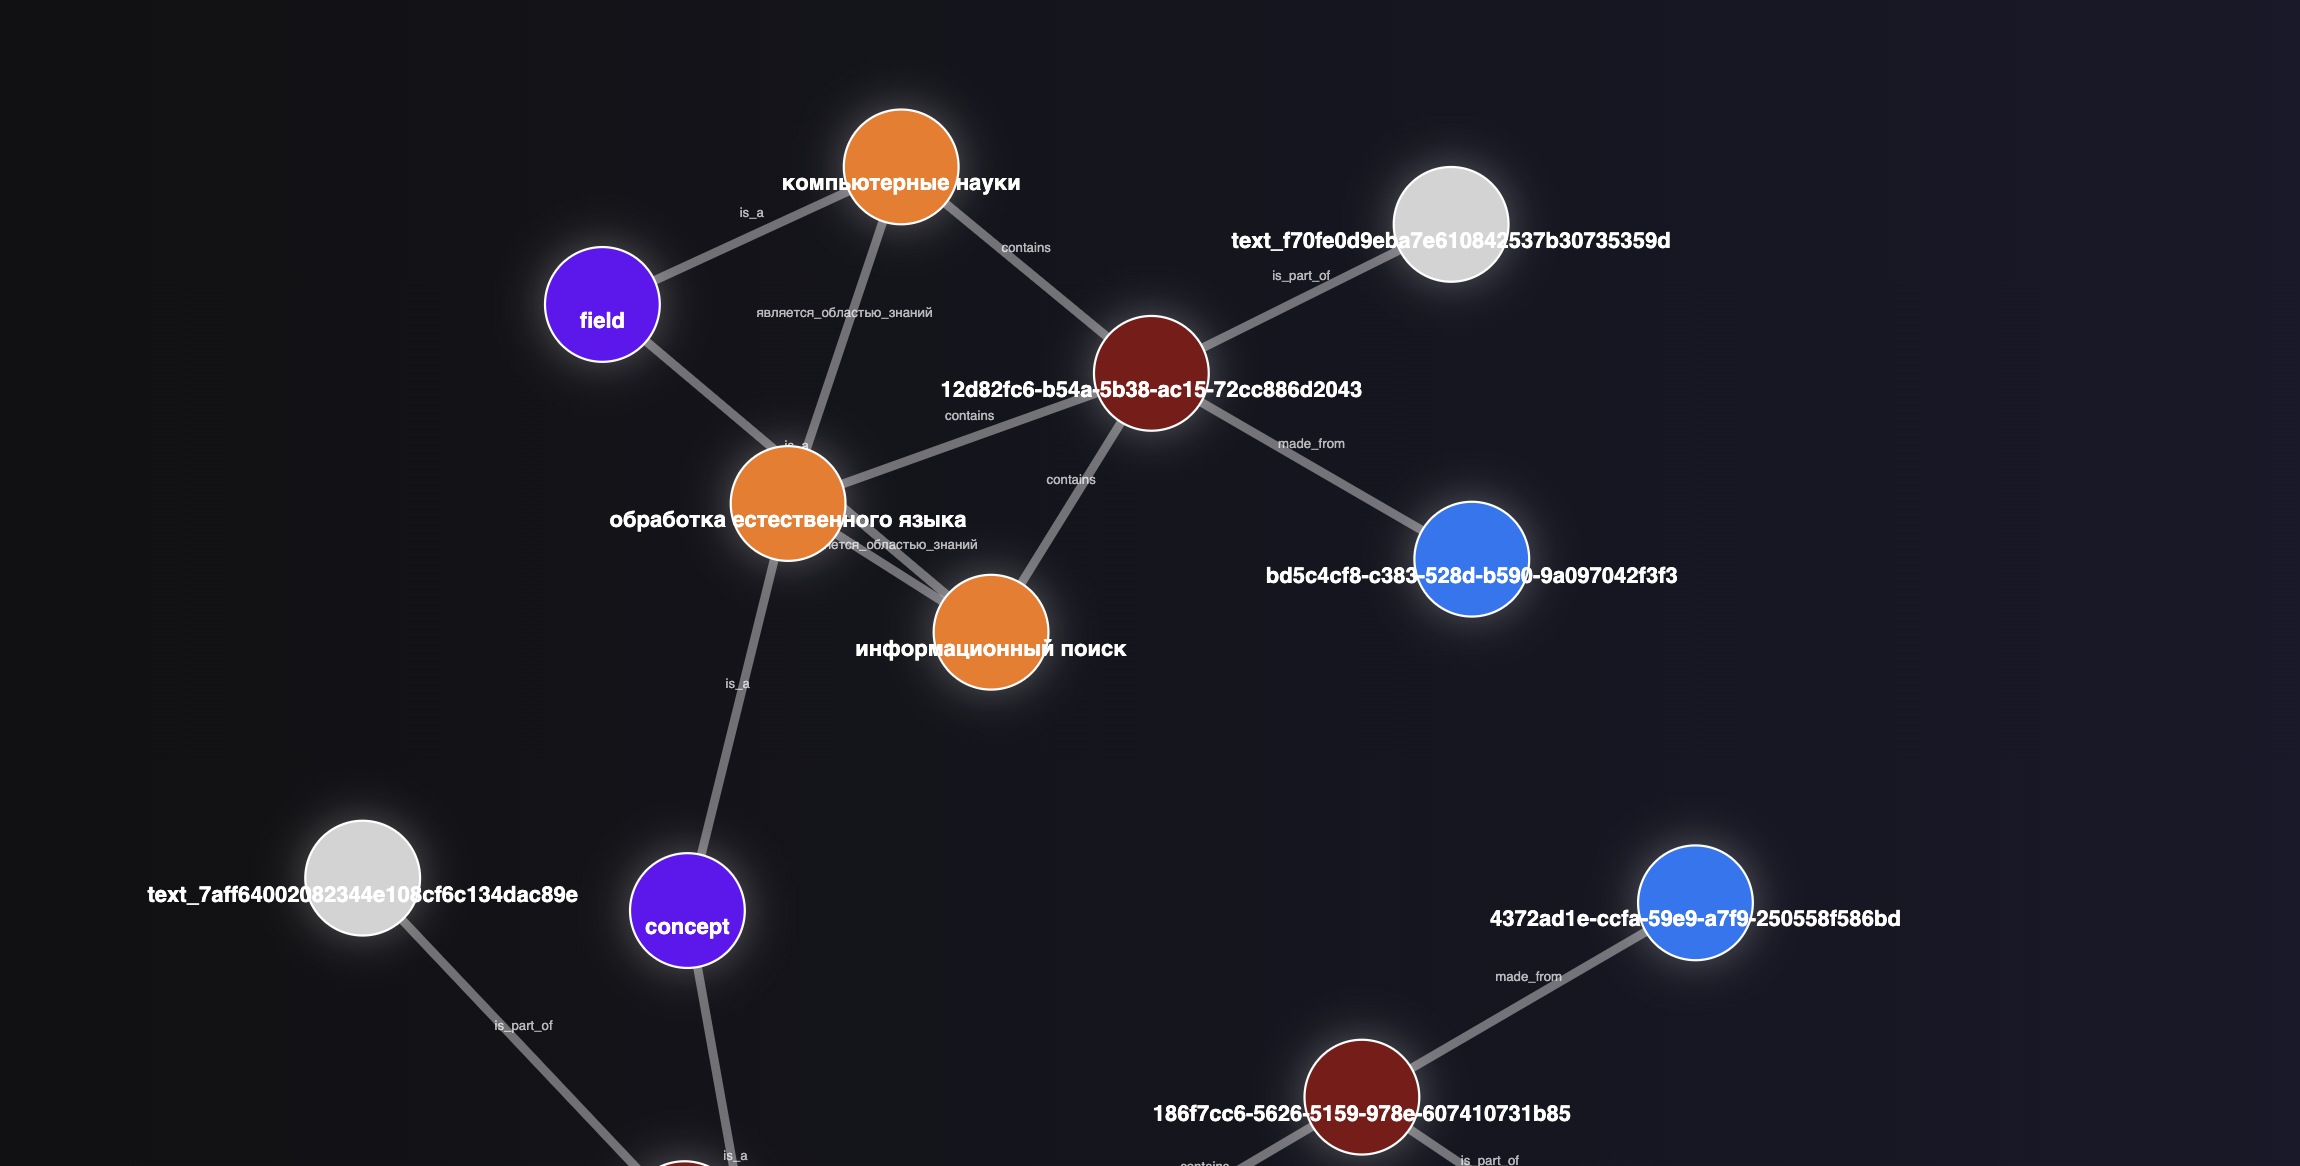 компьютерные науки
is_a
text_f70fe0d9eba7e610842537b30735359d
contains
is_part_of
является_областью_знаний
field
12d82fc6-b54a-5b38-ac15-72cc886d2043
contains
made_from
is_a
contains
обработка естественного языка
ется_областью_знаний
bd5c4cf8-c383-528d-b590-9a097042f3f3
информационный поиск
is_a
text_7aff64002082344e108cf6c134dac89e
concept
4372ad1e-ccfa-59e9-a7f9-250558f586bd
made_from
is_part_of
186f7cc6-5626-5159-978e-607410731b85
is_a
is_part_of
contains